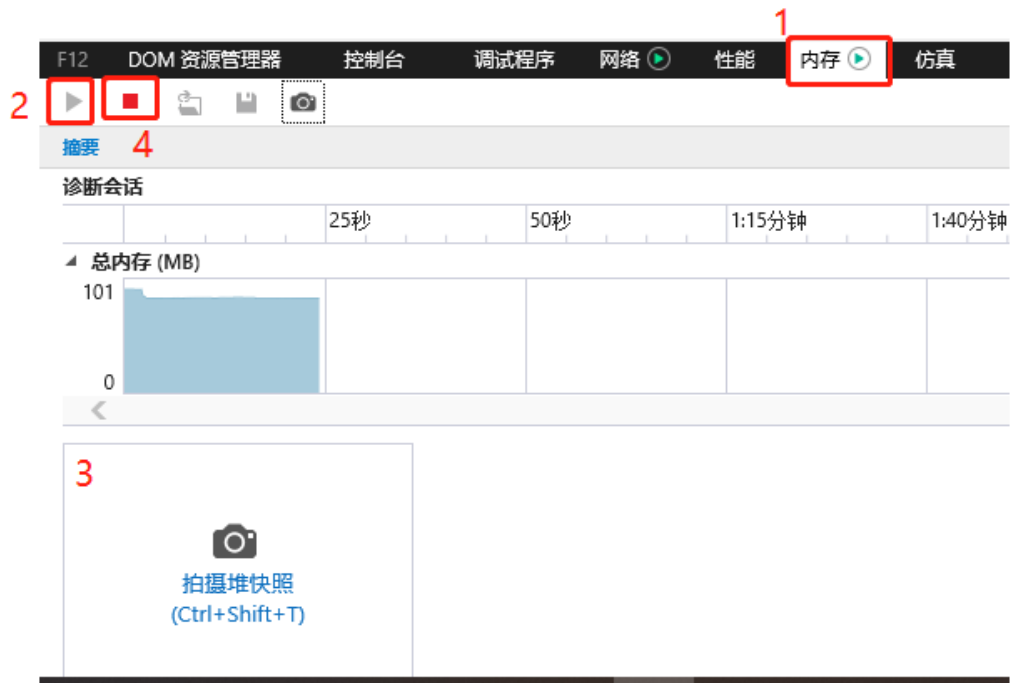 1
F12 DOM 资源管理器 控制台 调试程序 网络 性能 内存 仿真
2
摘要 4
诊断会话
25秒 50秒 1:15分钟 1:40分钟
总内存 (MB)
101
0
3
拍摄堆快照
(Ctrl+Shift+T)